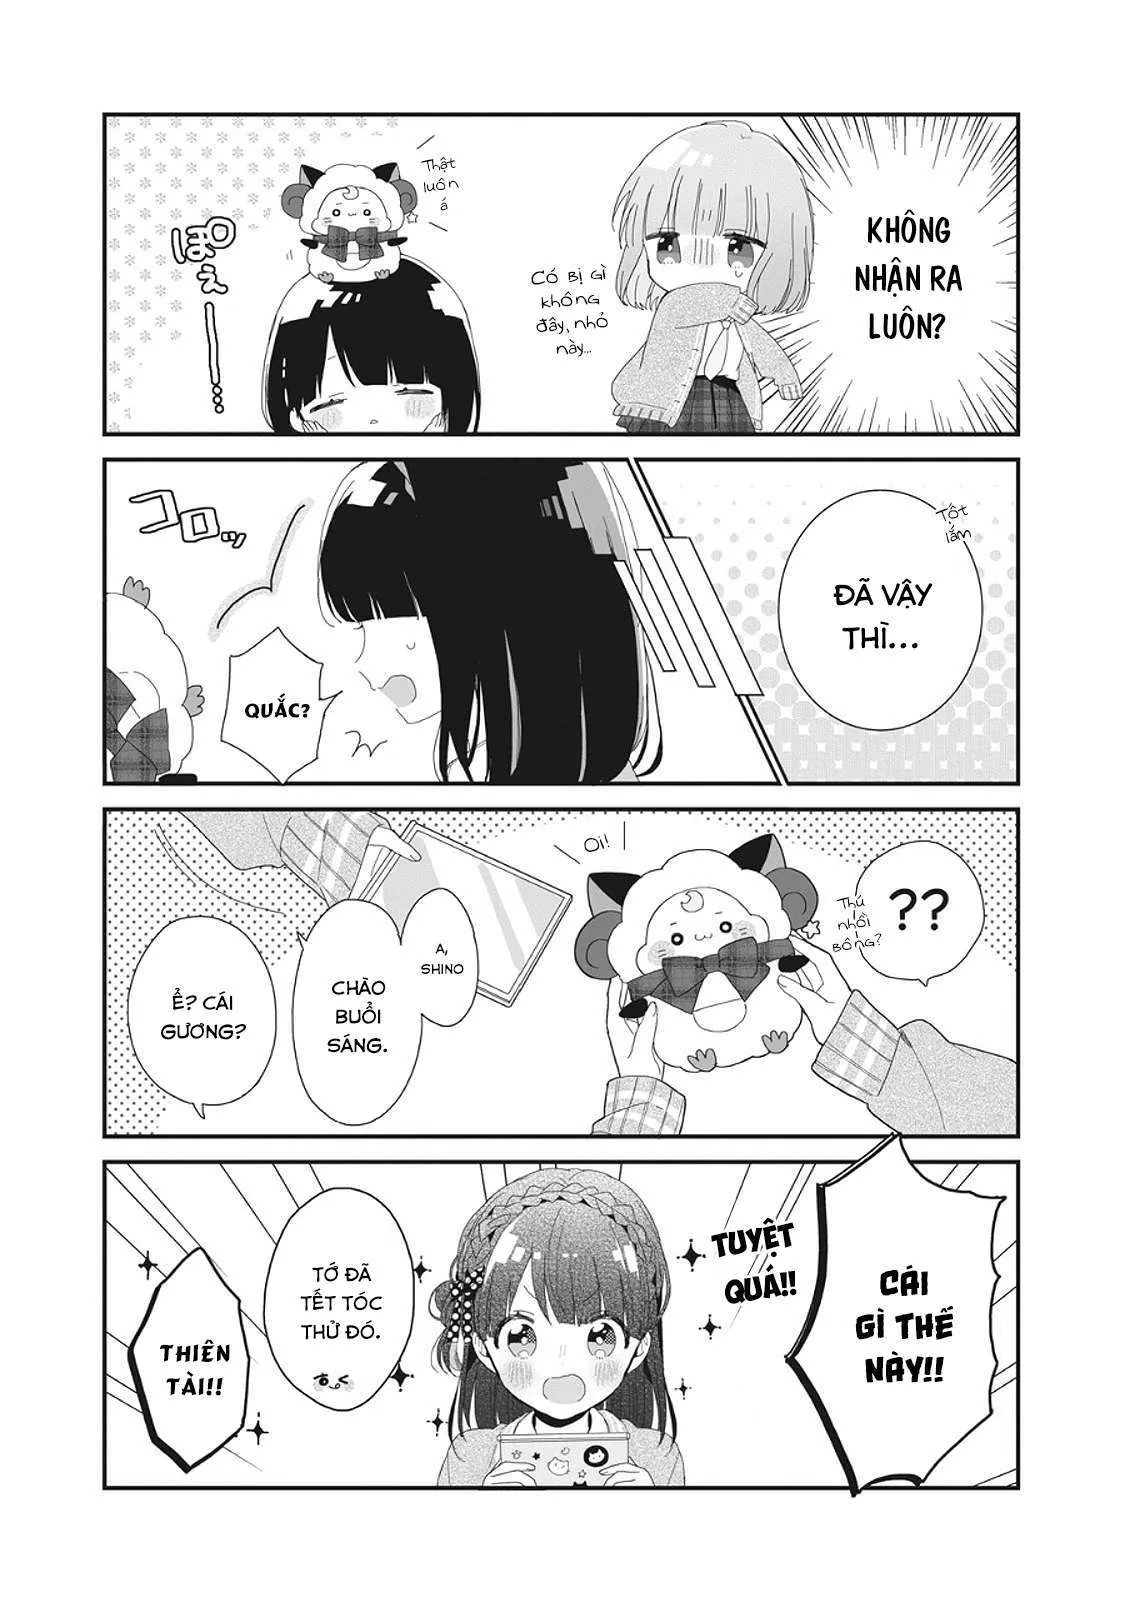 KHÔNG
NHẬN RA
LUÔN?
Có bị gì
không
đây, nhỏ
này...
Thật
luôn
á
ぽえー…
Tốt
lắm
ĐÃ VẬY
THÌ...
QUẮC?
コロッ
??
Thú
nhồi
bông?
Oi!
A,
SHINO
CHÀO
BUỔI
SÁNG.
Ể? CÁI
GƯƠNG?
CÁI
GÌ THẾ
NÀY!!
TUYỆT
QUÁ!!
TỚ ĐÃ
TẾT TÓC
THỬ ĐÓ.
THIÊN
TÀI!!